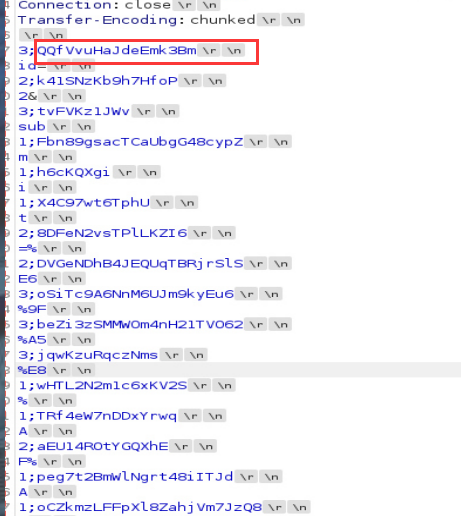 Connection: close \r \n
Transfer-Encoding: chunked \r \n
\r \n
3;QQfVvuHaJdeEmk3Bm \r \n
id= \r \n
2;k41SNzKb9h7HfoP \r \n
2& \r \n
3;tvFVKz1JWv \r \n
sub \r \n
1;Fbn89gsacTCaUbgG48cypZ \r \n
m \r \n
1;h6cKQXgi \r \n
i \r \n
1;X4C97wt6TphU \r \n
t \r \n
2;8DFeN2vsTPlLKZI6 \r \n
=% \r \n
2;DVGeNDhB4JEQUqTBRjrSlS \r \n
E6 \r \n
3;oSiTc9A6NnM6UJm9kyEu6 \r \n
%9F \r \n
3;beZi3zSMMWOm4nH21TVO62 \r \n
%A5 \r \n
3;jqwKzuRqczNms \r \n
%E8 \r \n
1;wHTL2N2m1c6xKV2S \r \n
% \r \n
1;TRf4eW7nDDxYrwq \r \n
A \r \n
2;aEU14ROtYGQXhE \r \n
F% \r \n
1;peg7t2BmWlNgrt48iITJd \r \n
A \r \n
1;oCZkmzLFFpXl8ZahjVm7JzQ8 \r \n